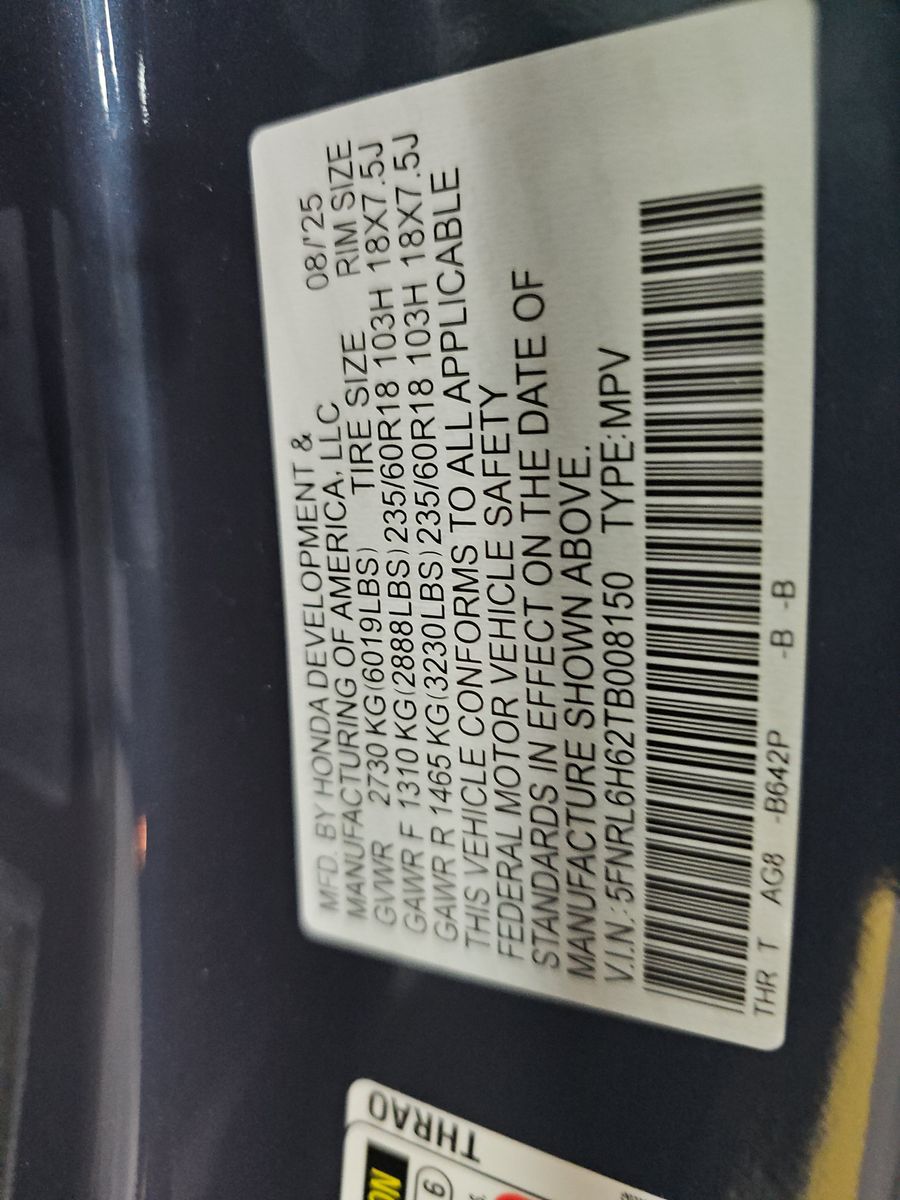 MFD. BY HONDA DEVELOPMENT & 08/'25
MANUFACTURING OF AMERICA, LLC RIM SIZE
GVWR 2730 KG(6019LBS) TIRE SIZE
GAWR F 1310 KG(2888LBS)235/60R18 103H 18X7.5J
GAWR R 1465 KG(3230LBS)235/60R18 103H 18X7.5J
THIS VEHICLE CONFORMS TO ALL APPLICABLE
FEDERAL MOTOR VEHICLE SAFETY
STANDARDS IN EFFECT ON THE DATE OF
MANUFACTURE SHOWN ABOVE.
V.I.N.: 5FNRL6H62TB008150 TYPE:MPV
THR T AG8 -B642P -B -B
THRA0